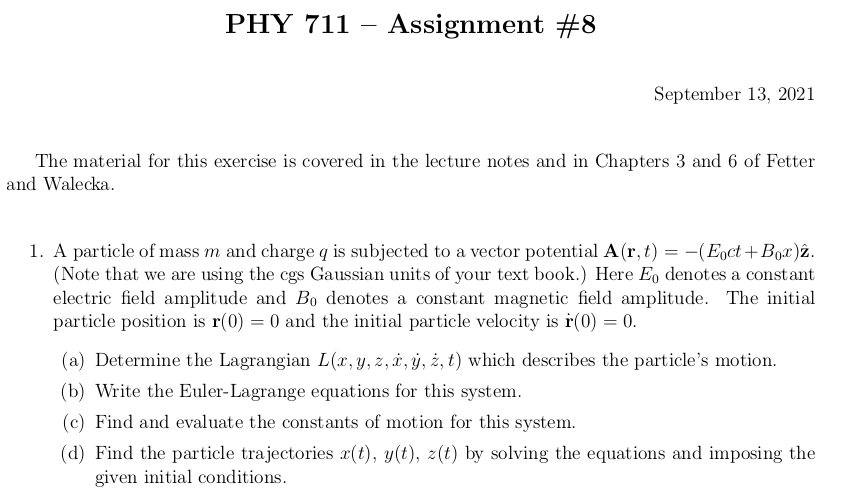 PHY 711 – Assignment #8
September 13, 2021
The material for this exercise is covered in the lecture notes and in Chapters 3 and 6 of Fetter
and Walecka.
1. A particle of mass m and charge q is subjected to a vector potential A(r, t) = −(E₀ct+B₀x)ẑ.
(Note that we are using the cgs Gaussian units of your text book.) Here E₀ denotes a constant
electric field amplitude and B₀ denotes a constant magnetic field amplitude. The initial
particle position is r(0) = 0 and the initial particle velocity is ṙ(0) = 0.
(a) Determine the Lagrangian L(x, y, z, ẋ, ẏ, ż, t) which describes the particle's motion.
(b) Write the Euler-Lagrange equations for this system.
(c) Find and evaluate the constants of motion for this system.
(d) Find the particle trajectories x(t), y(t), z(t) by solving the equations and imposing the
given initial conditions.